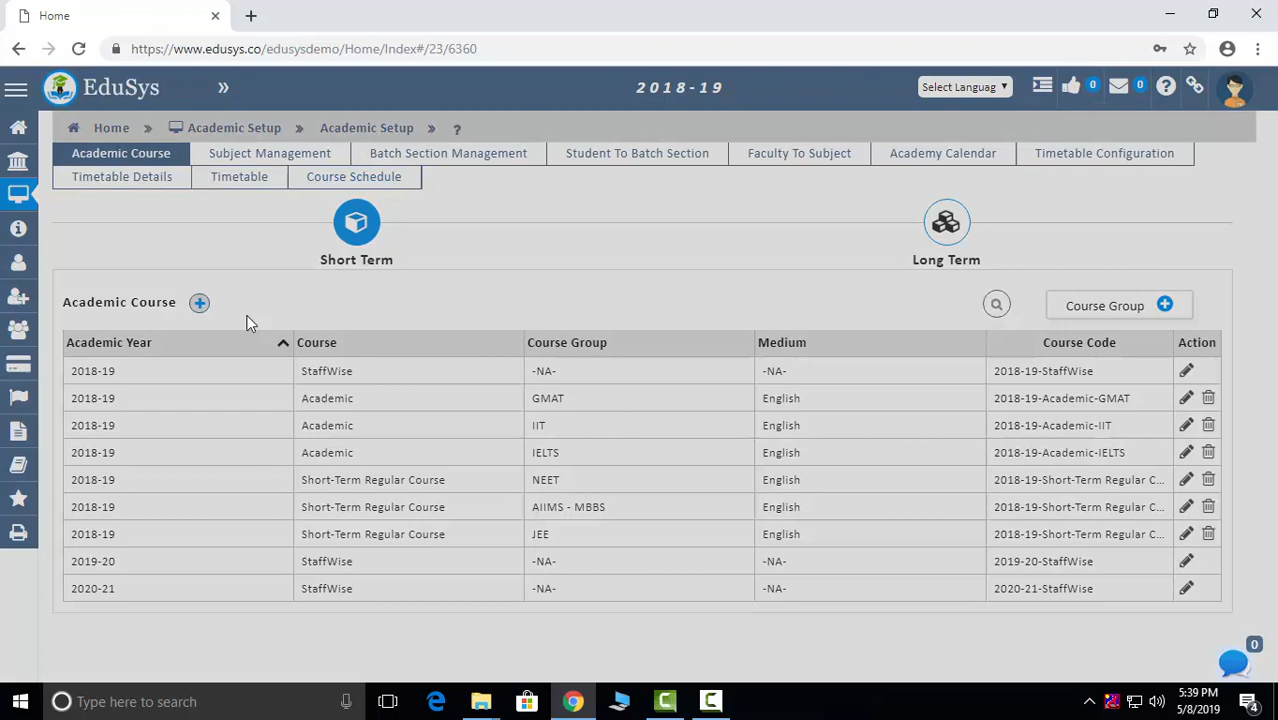 Home
https://www.edusys.co/edusysdemo/Home/Index#/23/6360
EduSys » 2018-19 Select Languag 0 0
Home » Academic Setup » Academic Setup » ?
Academic Course Subject Management Batch Section Management Student To Batch Section Faculty To Subject Academy Calendar Timetable Configuration
Timetable Details Timetable Course Schedule
Short Term Long Term
Academic Course Course Group
Academic Year Course Course Group Medium Course Code Action
2018-19 StaffWise -NA- -NA- 2018-19-StaffWise
2018-19 Academic GMAT English 2018-19-Academic-GMAT
2018-19 Academic IIT English 2018-19-Academic-IIT
2018-19 Academic IELTS English 2018-19-Academic-IELTS
2018-19 Short-Term Regular Course NEET English 2018-19-Short-Term Regular C...
2018-19 Short-Term Regular Course AIIMS - MBBS English 2018-19-Short-Term Regular C...
2018-19 Short-Term Regular Course JEE English 2018-19-Short-Term Regular C...
2019-20 StaffWise -NA- -NA- 2019-20-StaffWise
2020-21 StaffWise -NA- -NA- 2020-21-StaffWise
0
Type here to search
5:39 PM
5/8/2019
4